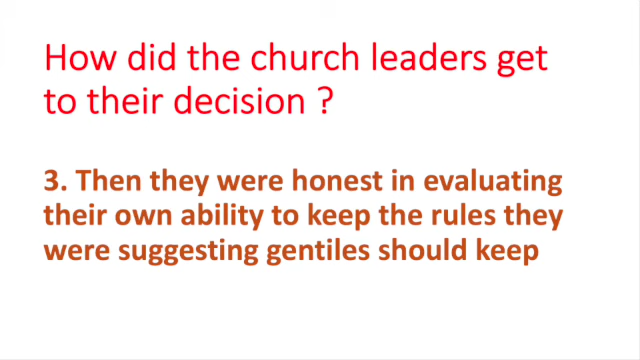 How did the church leaders get
to their decision ?
3. Then they were honest in evaluating
their own ability to keep the rules they
were suggesting gentiles should keep